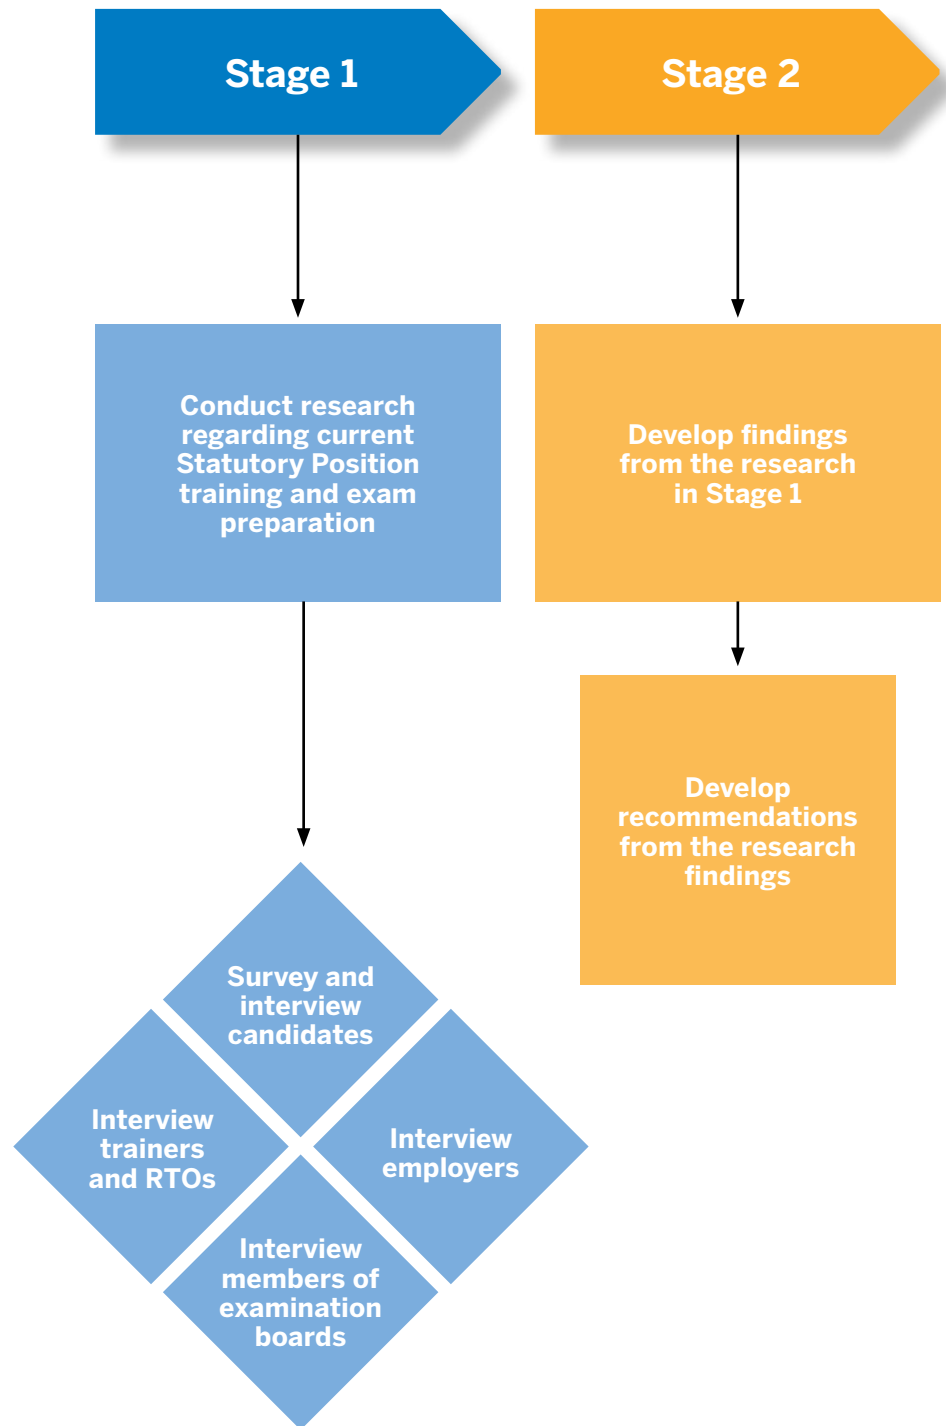 Stage 1
Stage 2
Conduct research
regarding current
Statutory Position
training and exam
preparation
Develop findings
from the research
in Stage 1
Develop
recommendations
from the research
findings
Survey and
interview
candidates
Interview
trainers
and RTOs
Interview
employers
Interview
members of
examination
boards